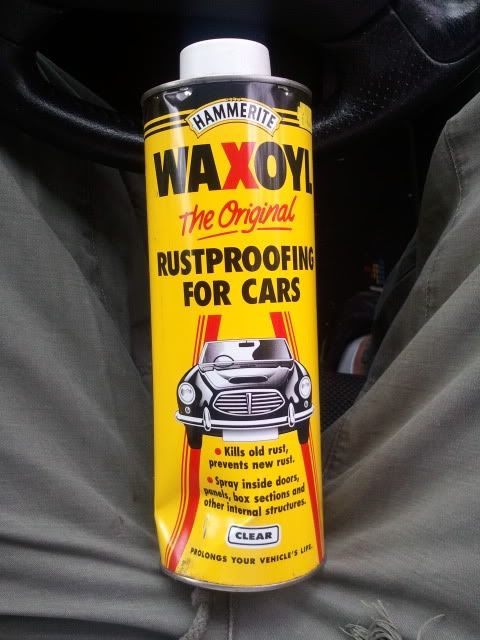 HAMMERITE
WAXOYL
The Original
RUSTPROOFING
FOR CARS
• Kills old rust,
prevents new rust.
• Spray inside doors,
panels, box sections and
other internal structures.
CLEAR
PROLONGS YOUR VEHICLE'S LIFE.